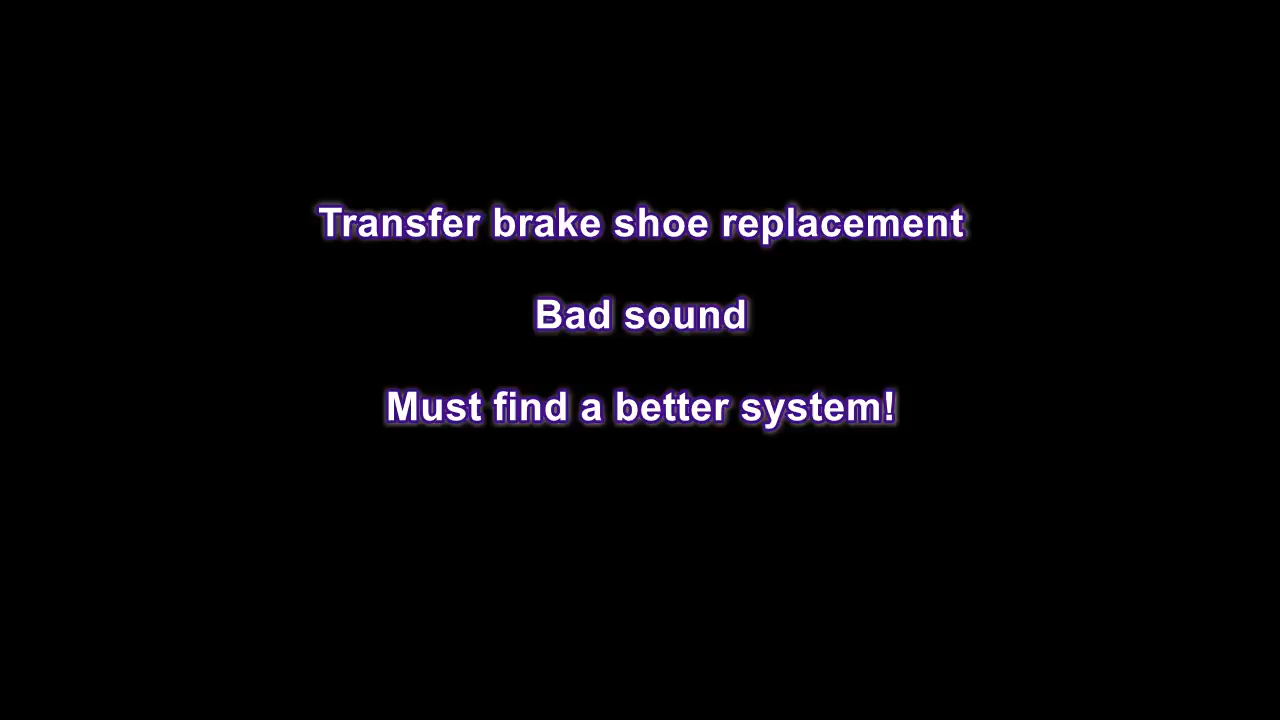 Transfer brake shoe replacement
Bad sound
Must find a better system!